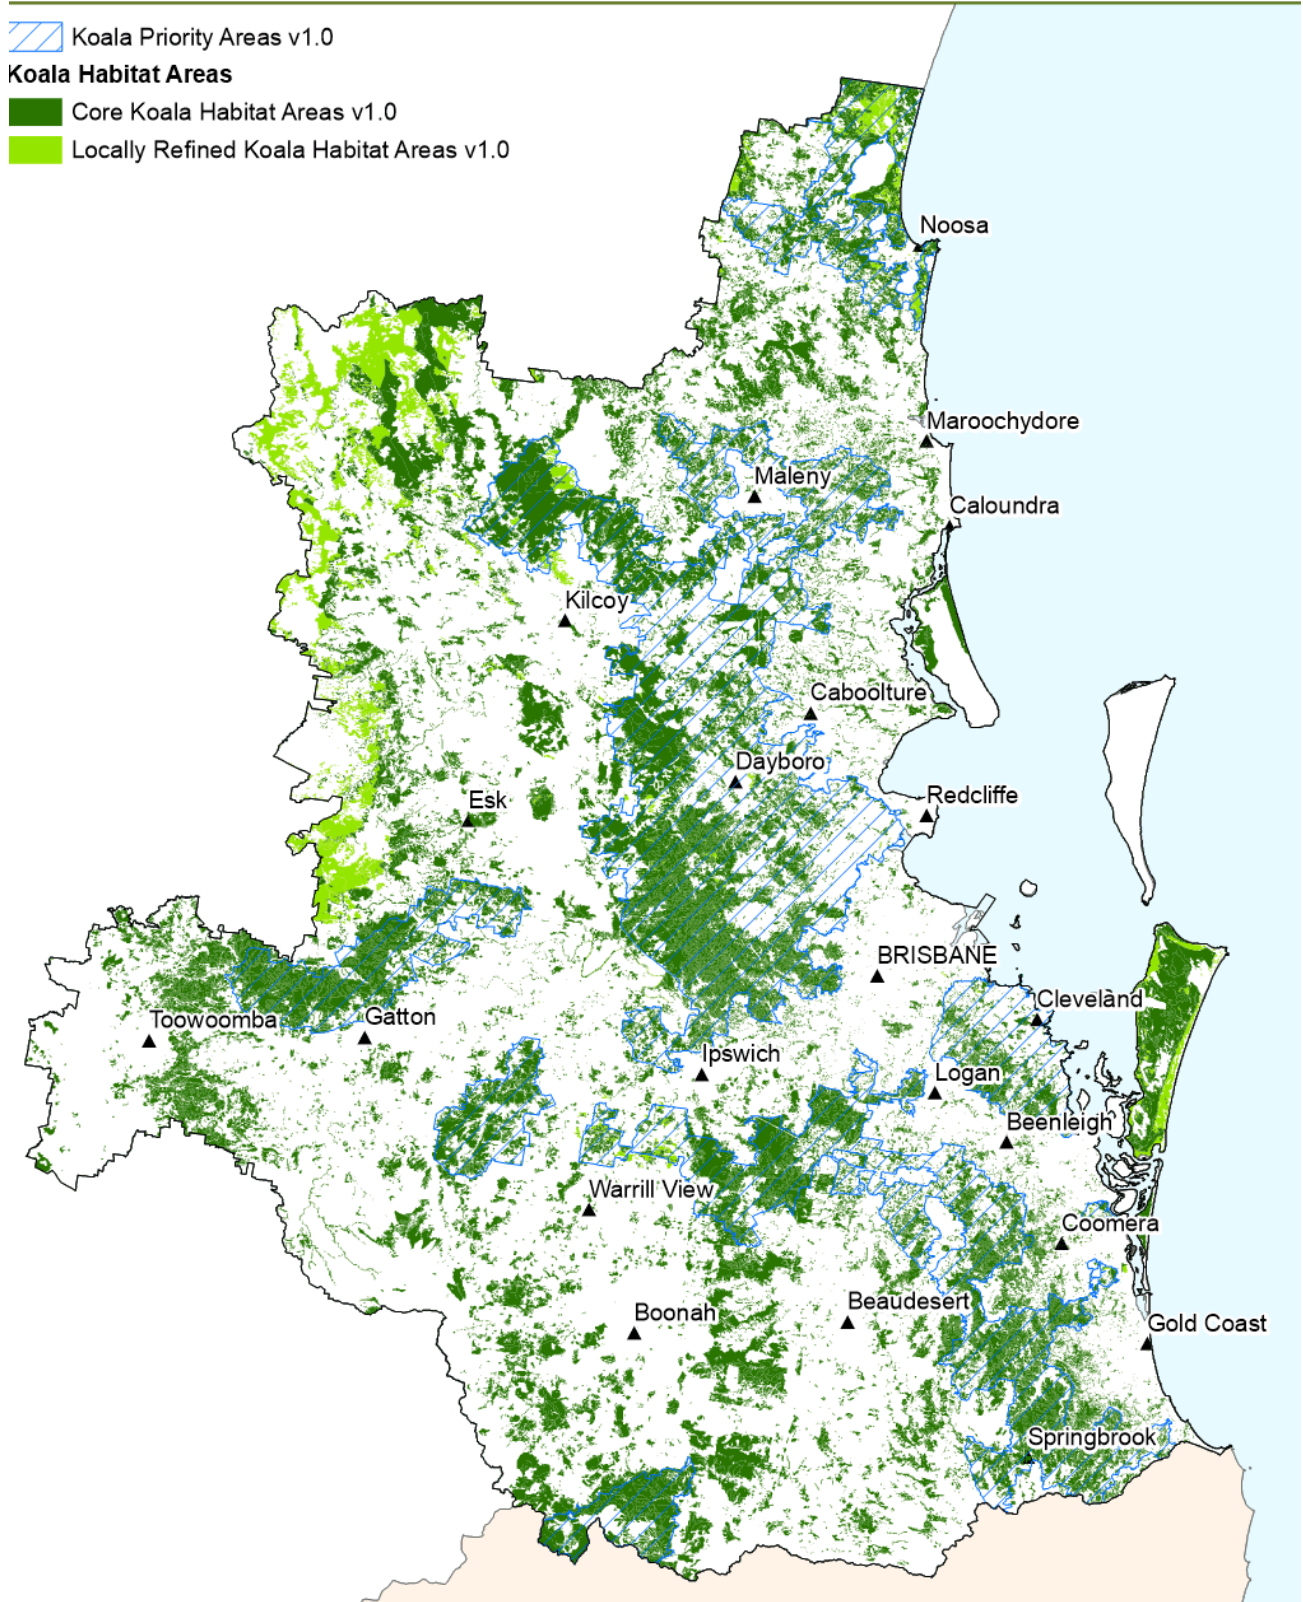 Koala Priority Areas v1.0
Koala Habitat Areas
Core Koala Habitat Areas v1.0
Locally Refined Koala Habitat Areas v1.0
Noosa
Maroochydore
Maleny
Caloundra
Kilcoy
Caboolture
Dayboro
Esk
Redcliffe
BRISBANE
Cleveland
Toowoomba
Gatton
Ipswich
Logan
Beenleigh
Warrill View
Coomera
Boonah
Beaudesert
Gold Coast
Springbrook